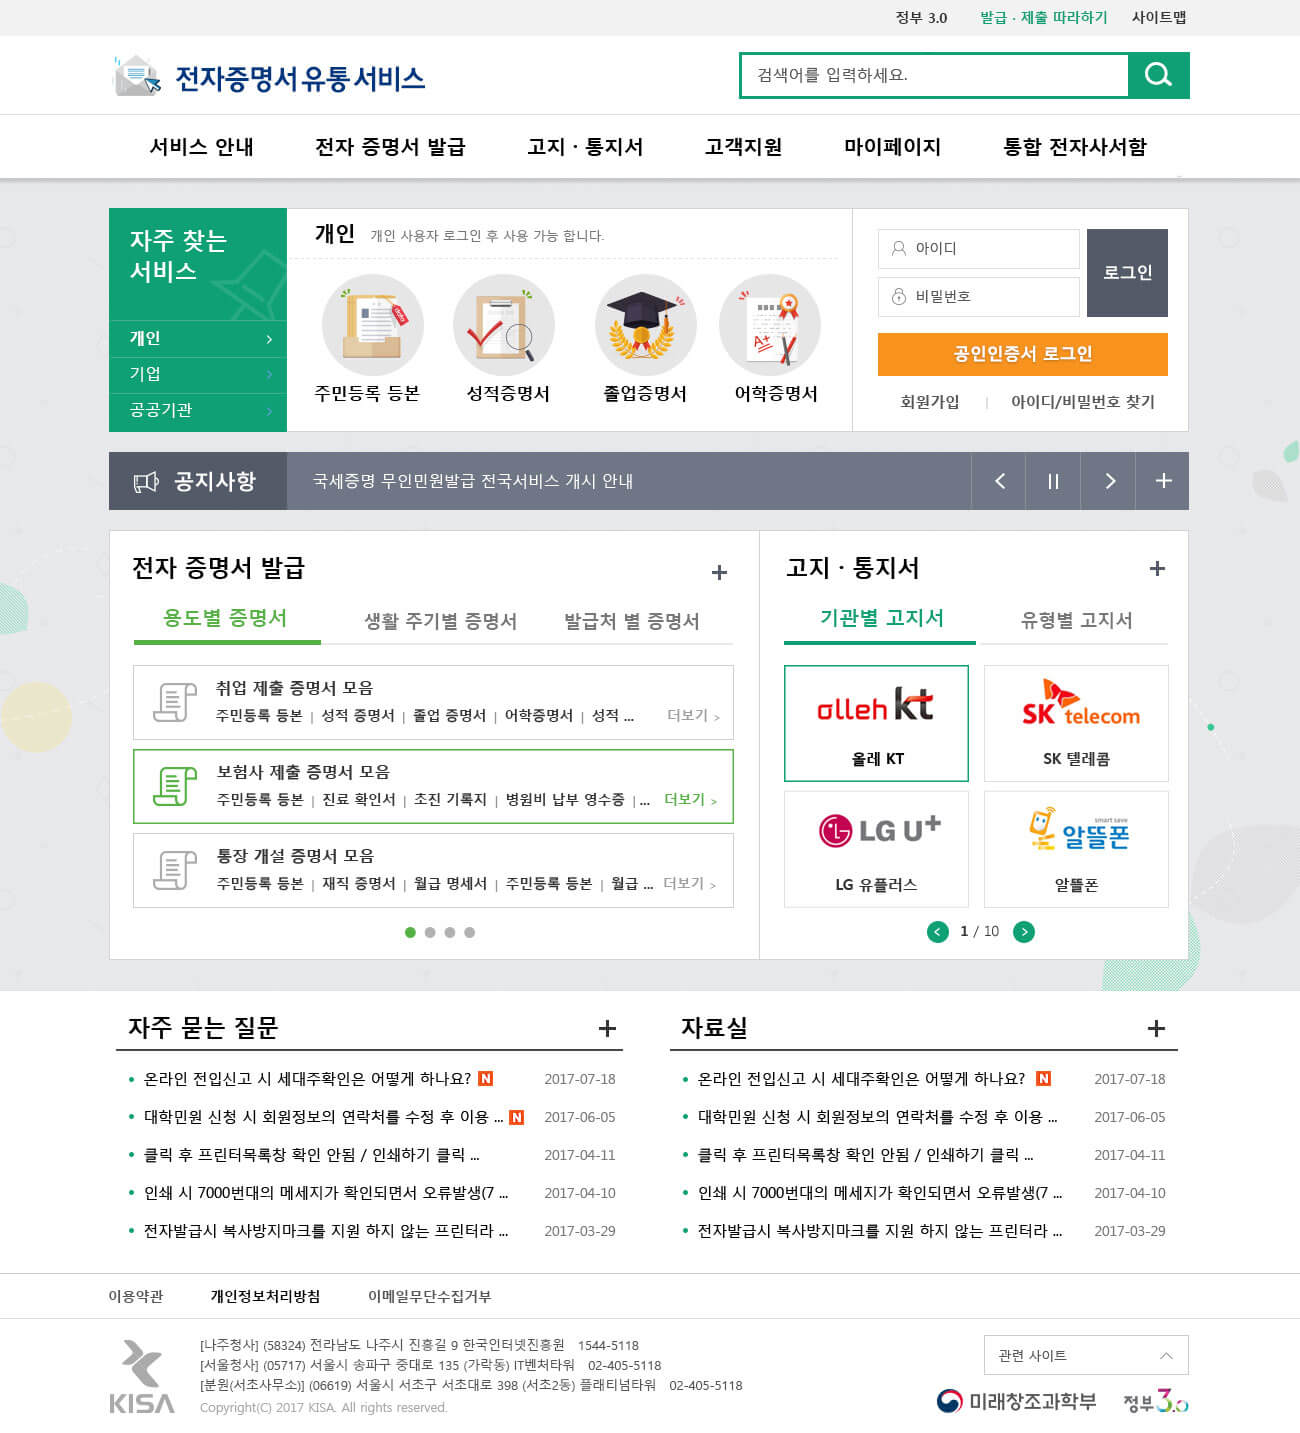 정부 3.0 발급 · 제출 따라하기 사이트맵
전자증명서유통서비스 검색어를 입력하세요.
서비스 안내 전자 증명서 발급 고지 · 통지서 고객지원 마이페이지 통합 전자사서함
자주 찾는
서비스
개인
기업
공공기관
개인 개인 사용자 로그인 후 사용 가능 합니다.
data
A+
주민등록 등본 성적증명서 졸업증명서 어학증명서
아이디
비밀번호
로그인
공인인증서 로그인
회원가입 | 아이디/비밀번호 찾기
공지사항 국세증명 무인민원발급 전국서비스 개시 안내
전자 증명서 발급
용도별 증명서 생활 주기별 증명서 발급처 별 증명서
취업 제출 증명서 모음
주민등록 등본 | 성적 증명서 | 졸업 증명서 | 어학증명서 | 성적 ... 더보기 >
보험사 제출 증명서 모음
주민등록 등본 | 진료 확인서 | 초진 기록지 | 병원비 납부 영수증 | ... 더보기 >
통장 개설 증명서 모음
주민등록 등본 | 재직 증명서 | 월급 명세서 | 주민등록 등본 | 월급 ... 더보기 >
고지 · 통지서
기관별 고지서 유형별 고지서
olleh kt
올레 KT
SK telecom
SK 텔레콤
LG U+
LG 유플러스
smart save
알뜰폰
알뜰폰
1 / 10
자주 묻는 질문
온라인 전입신고 시 세대주확인은 어떻게 하나요? N 2017-07-18
대학민원 신청 시 회원정보의 연락처를 수정 후 이용 ... N 2017-06-05
클릭 후 프린터목록창 확인 안됨 / 인쇄하기 클릭 ... 2017-04-11
인쇄 시 7000번대의 메세지가 확인되면서 오류발생(7 ... 2017-04-10
전자발급시 복사방지마크를 지원 하지 않는 프린터라 ... 2017-03-29
자료실
온라인 전입신고 시 세대주확인은 어떻게 하나요? N 2017-07-18
대학민원 신청 시 회원정보의 연락처를 수정 후 이용 ... 2017-06-05
클릭 후 프린터목록창 확인 안됨 / 인쇄하기 클릭 ... 2017-04-11
인쇄 시 7000번대의 메세지가 확인되면서 오류발생(7 ... 2017-04-10
전자발급시 복사방지마크를 지원 하지 않는 프린터라 ... 2017-03-29
이용약관 개인정보처리방침 이메일무단수집거부
KISA
[나주청사] (58324) 전라남도 나주시 진흥길 9 한국인터넷진흥원 1544-5118
[서울청사] (05717) 서울시 송파구 중대로 135 (가락동) IT벤처타워 02-405-5118
[분원(서초사무소)] (06619) 서울시 서초구 서초대로 398 (서초2동) 플래티넘타워 02-405-5118
Copyright(C) 2017 KISA. All rights reserved.
관련 사이트
미래창조과학부 정부3.0